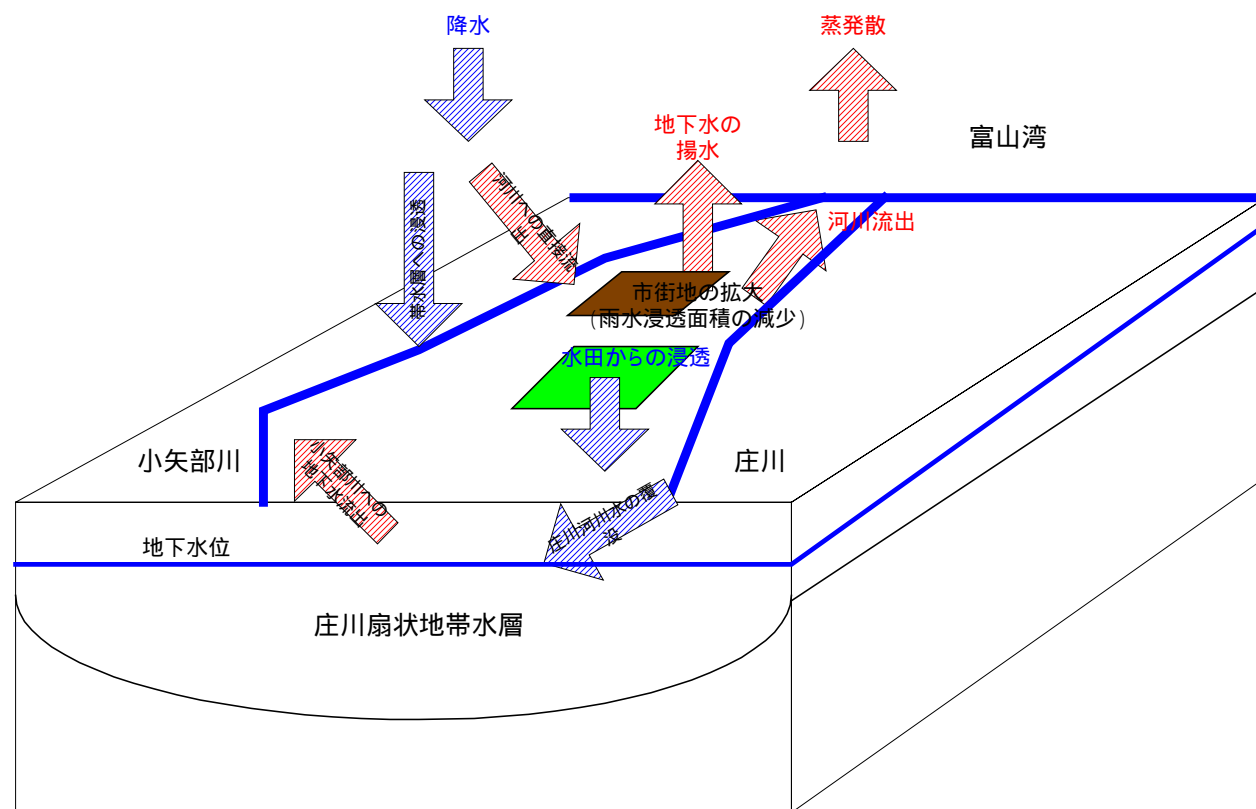 降水
蒸発散
地下水の
揚水
富山湾
河川への直接流
出
帯水層への浸透
河川流出
市街地の拡大
（雨水浸透面積の減少）
水田からの浸透
小矢部川
庄川
小矢部川への
地下水流出
庄川河川水の覆
没
地下水位
庄川扇状地帯水層